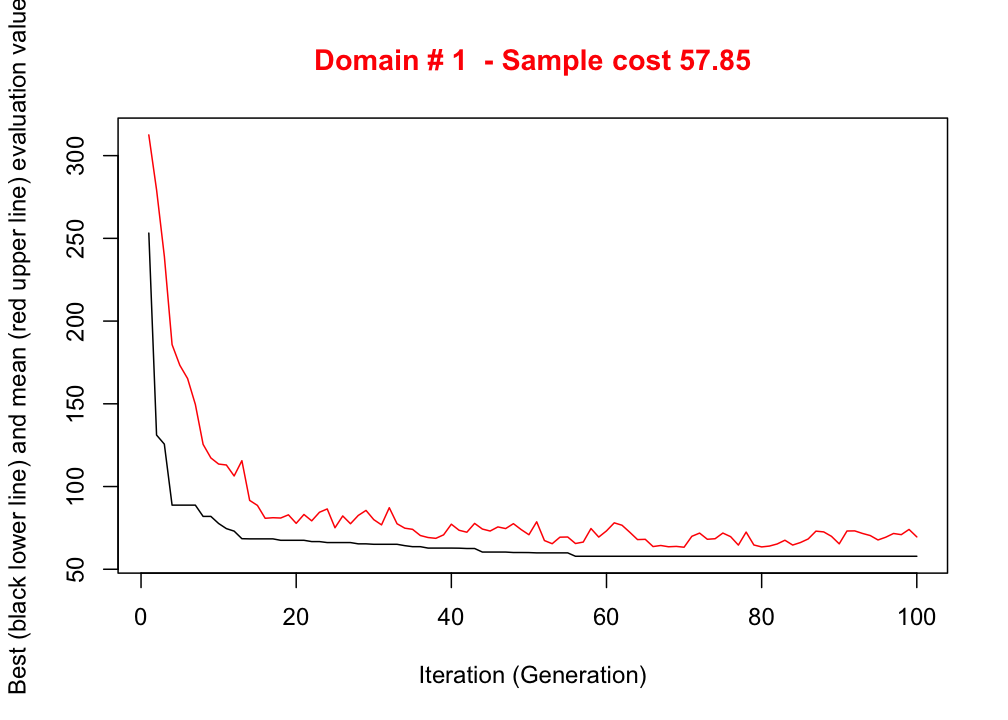 Domain # 1  - Sample cost 57.85
Best (black lower line) and mean (red upper line) evaluation value
300
250
200
150
100
50
0 20 40 60 80 100
Iteration (Generation)